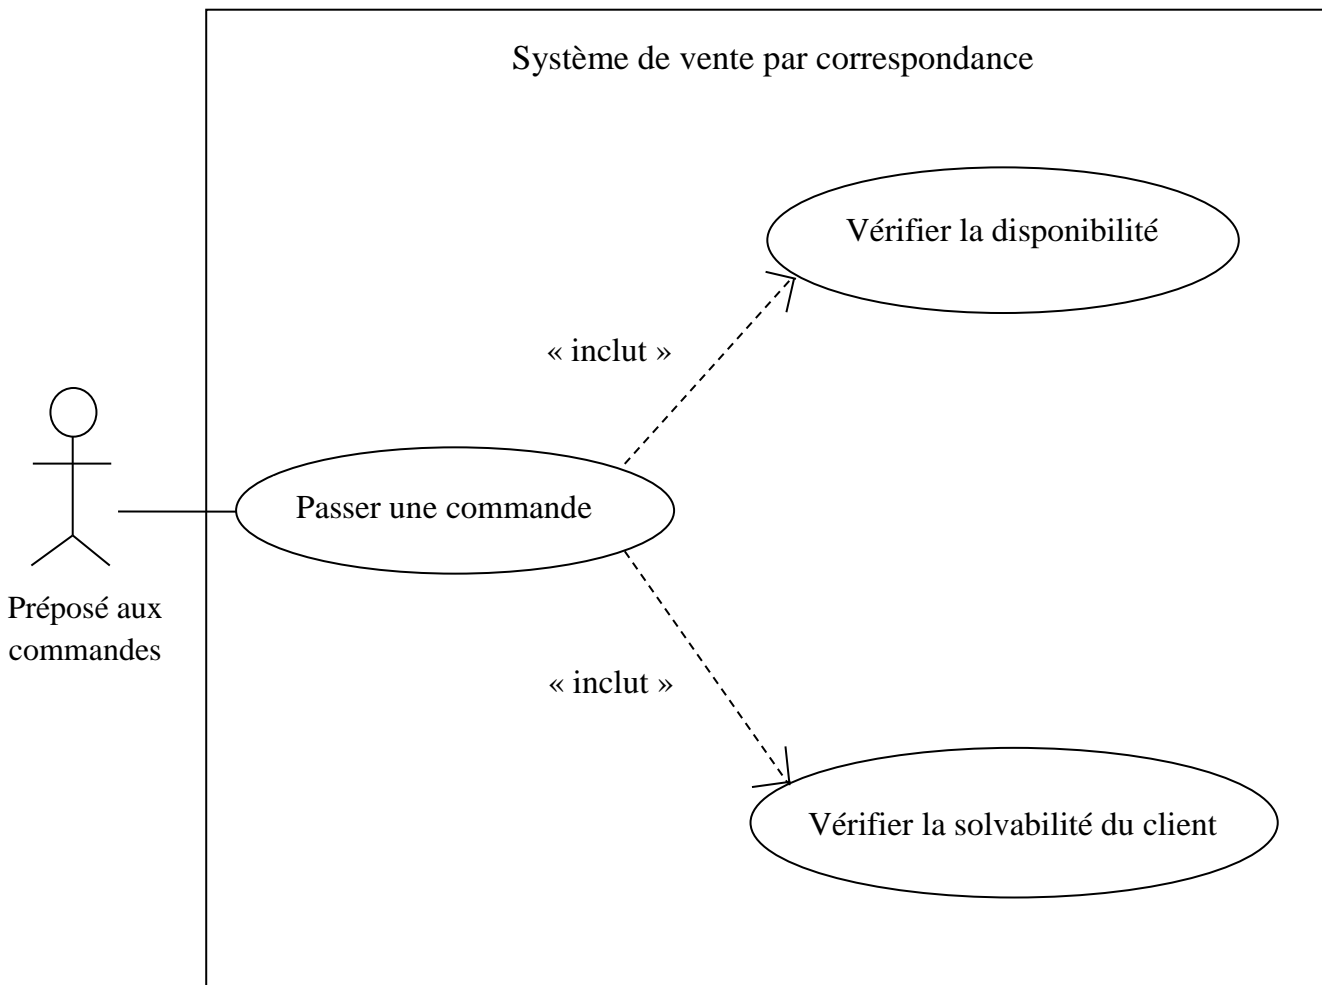 Système de vente par correspondance
Vérifier la disponibilité
« inclut »
Passer une commande
Préposé aux
commandes
« inclut »
Vérifier la solvabilité du client